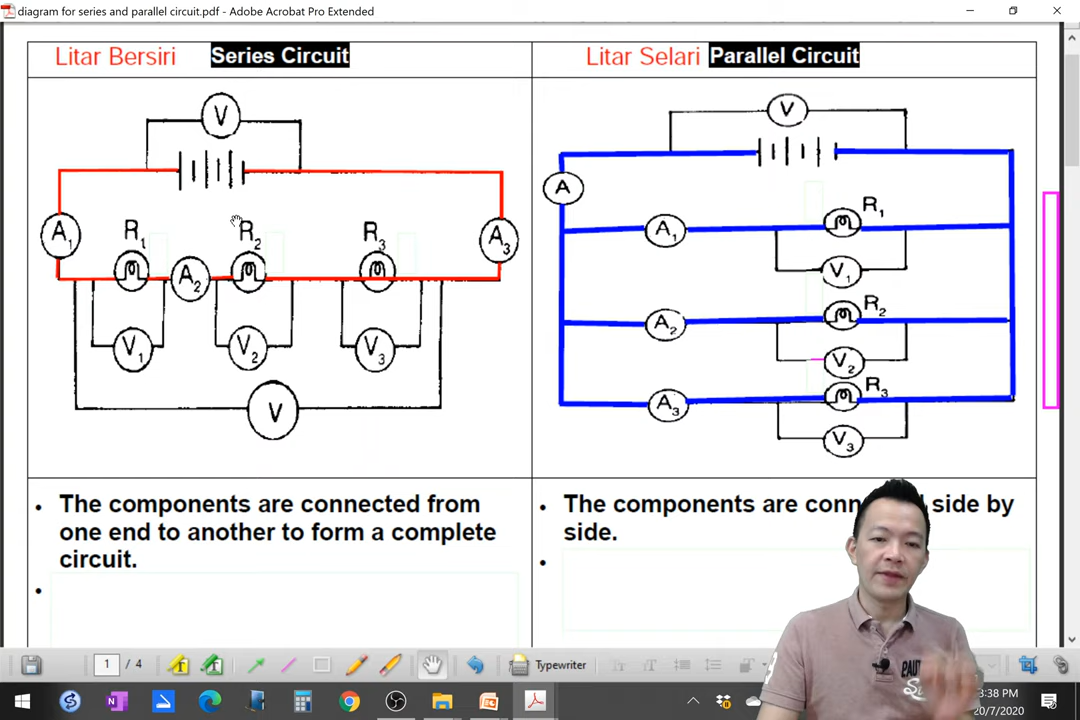 diagram for series and parallel circuit.pdf - Adobe Acrobat Pro Extended
Litar Bersiri Series Circuit
V
A1
R1
A2
R2
R3
A3
V1
V2
V3
V
Litar Selari Parallel Circuit
V
A
A1
R1
V1
A2
R2
V2
A3
R3
V3
• The components are connected from
one end to another to form a complete
circuit.
•
• The components are conn d side by
side.
•
1 / 4
Typewriter
:38 PM
20/7/2020